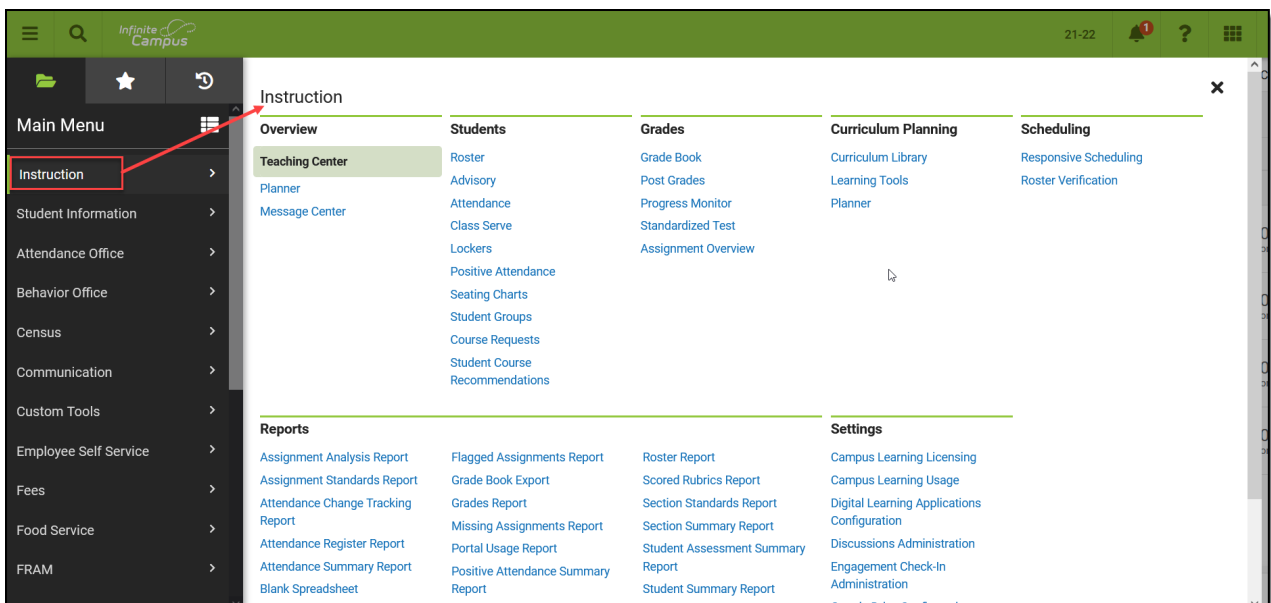 Infinite
Campus
21-22
1
?
Main Menu
Instruction
Student Information
Attendance Office
Behavior Office
Census
Communication
Custom Tools
Employee Self Service
Fees
Food Service
FRAM
Instruction
Overview
Teaching Center
Planner
Message Center
Students
Roster
Advisory
Attendance
Class Serve
Lockers
Positive Attendance
Seating Charts
Student Groups
Course Requests
Student Course
Recommendations
Grades
Grade Book
Post Grades
Progress Monitor
Standardized Test
Assignment Overview
Curriculum Planning
Curriculum Library
Learning Tools
Planner
Scheduling
Responsive Scheduling
Roster Verification
Reports
Assignment Analysis Report
Assignment Standards Report
Attendance Change Tracking
Report
Attendance Register Report
Attendance Summary Report
Blank Spreadsheet
Flagged Assignments Report
Grade Book Export
Grades Report
Missing Assignments Report
Portal Usage Report
Positive Attendance Summary
Report
Roster Report
Scored Rubrics Report
Section Standards Report
Section Summary Report
Student Assessment Summary
Report
Student Summary Report
Settings
Campus Learning Licensing
Campus Learning Usage
Digital Learning Applications
Configuration
Discussions Administration
Engagement Check-In
Administration